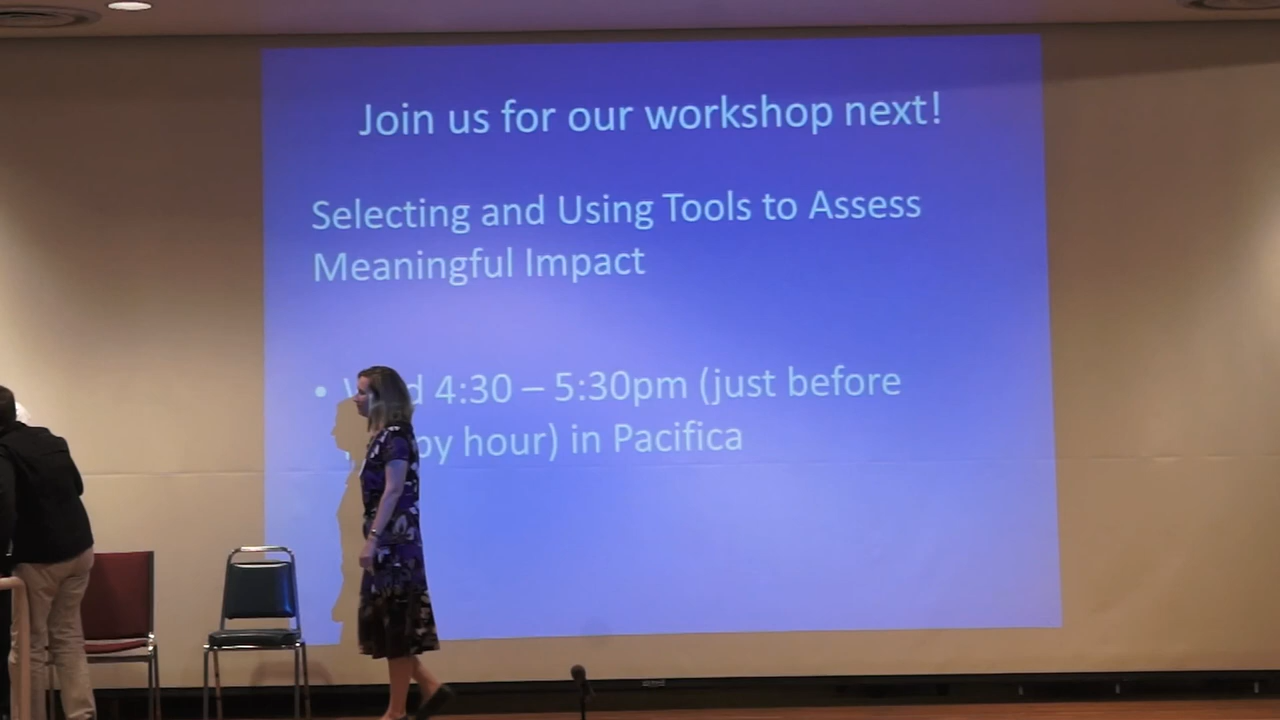 Join us for our workshop next!
Selecting and Using Tools to Assess
Meaningful Impact
• 4:30 – 5:30pm (just before
hour) in Pacifica